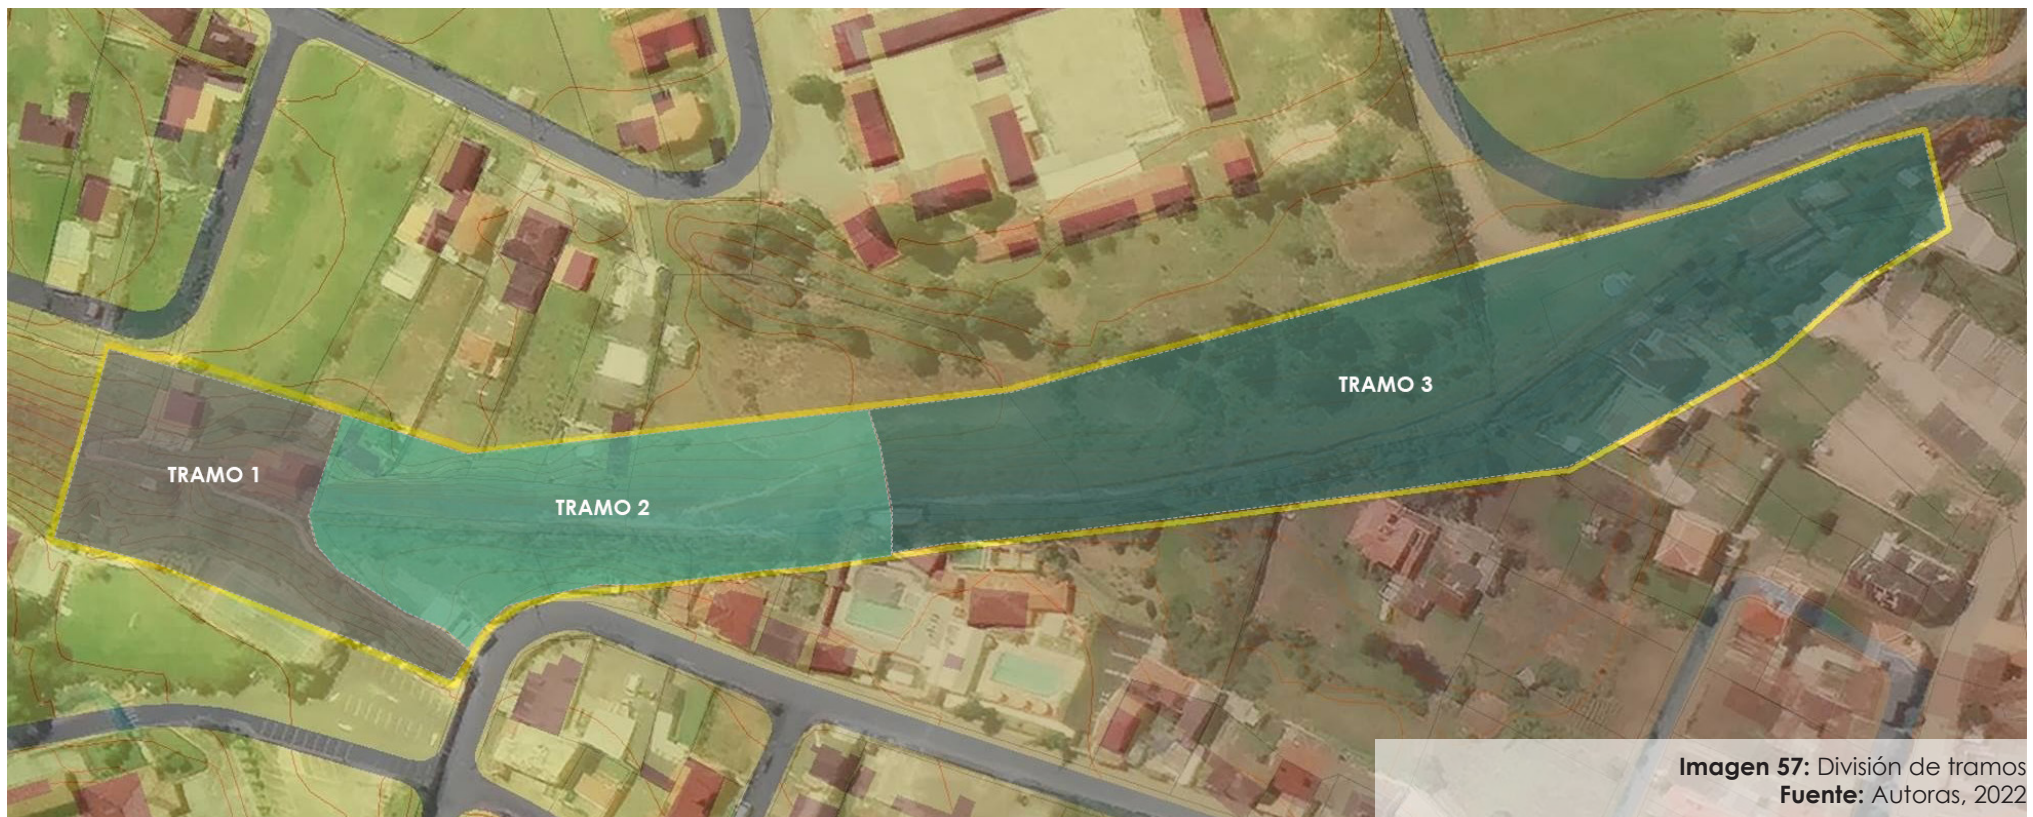 TRAMO 3
TRAMO 1
TRAMO 2
Imagen 57: División de tramos
Fuente: Autoras, 2022